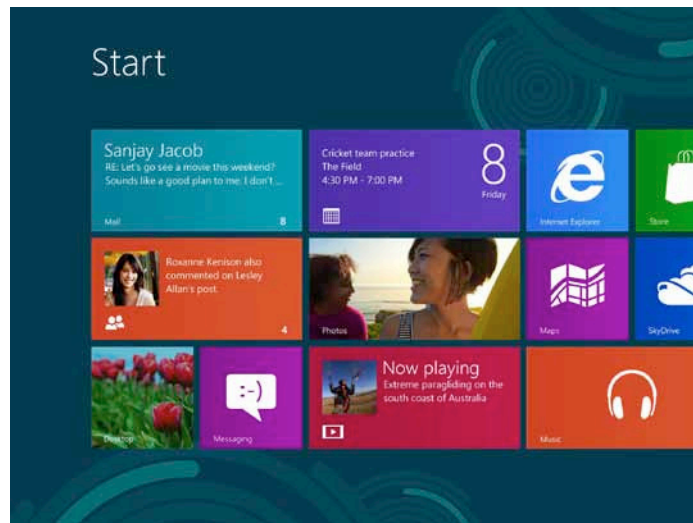 Start
Sanjay Jacob
RE: Let's go see a movie this weekend?
Sounds like a good plan to me. I don't ...
Mail
8
Cricket team practice
The Field
4:30 PM - 7:00 PM
8
Friday
Internet Explorer
Store
Roxanne Kenison also
commented on Lesley
Allan's post.
4
Photos
Maps
SkyDrive
Desktop
:-)
Messaging
Now playing
Extreme paragliding on the
south coast of Australia
Music